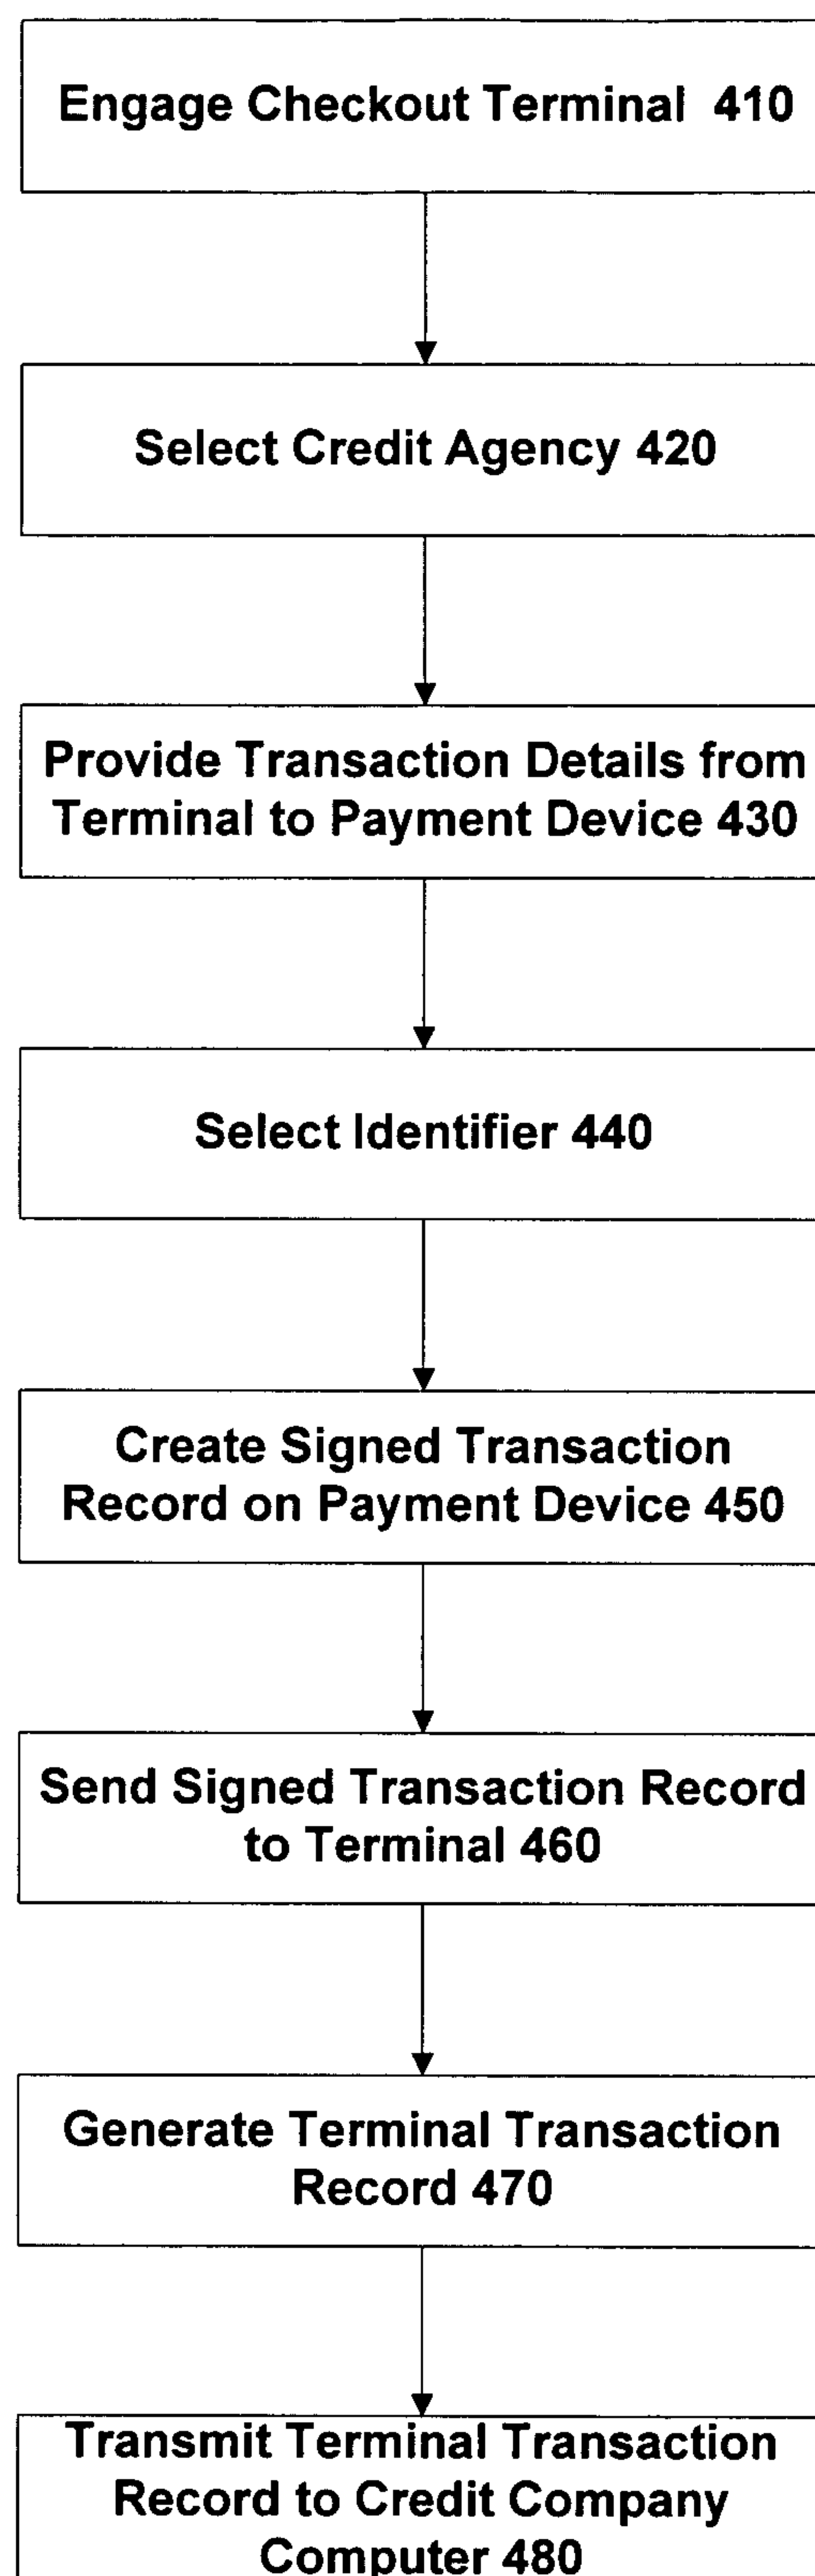 Engage Checkout Terminal 410
Select Credit Agency 420
Provide Transaction Details from
Terminal to Payment Device 430
Select Identifier 440
Create Signed Transaction
Record on Payment Device 450
Send Signed Transaction Record
to Terminal 460
Generate Terminal Transaction
Record 470
Transmit Terminal Transaction
Record to Credit Company
Computer 480